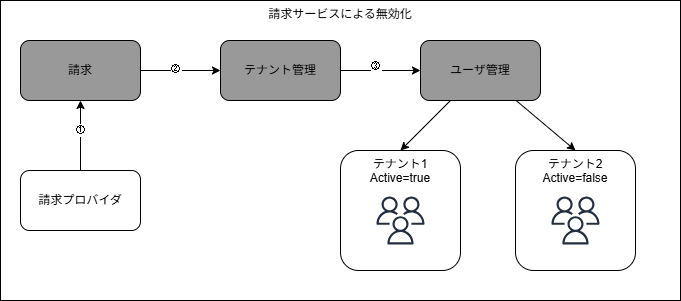 請求サービスによる無効化
請求
②
テナント管理
③
ユーザ管理
①
請求プロバイダ
テナント1
Active=true
テナント2
Active=false